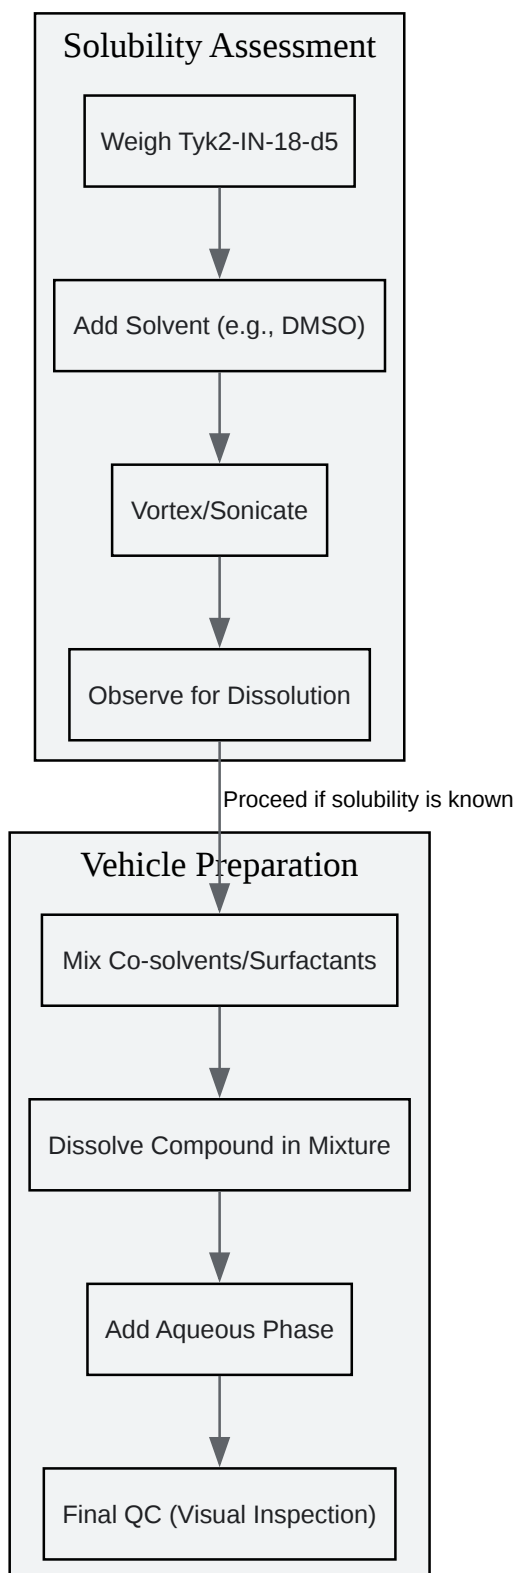 Solubility Assessment
Weigh Tyk2-IN-18-d5
Add Solvent (e.g., DMSO)
Vortex/Sonicate
Observe for Dissolution
Proceed if solubility is known
Vehicle Preparation
Mix Co-solvents/Surfactants
Dissolve Compound in Mixture
Add Aqueous Phase
Final QC (Visual Inspection)